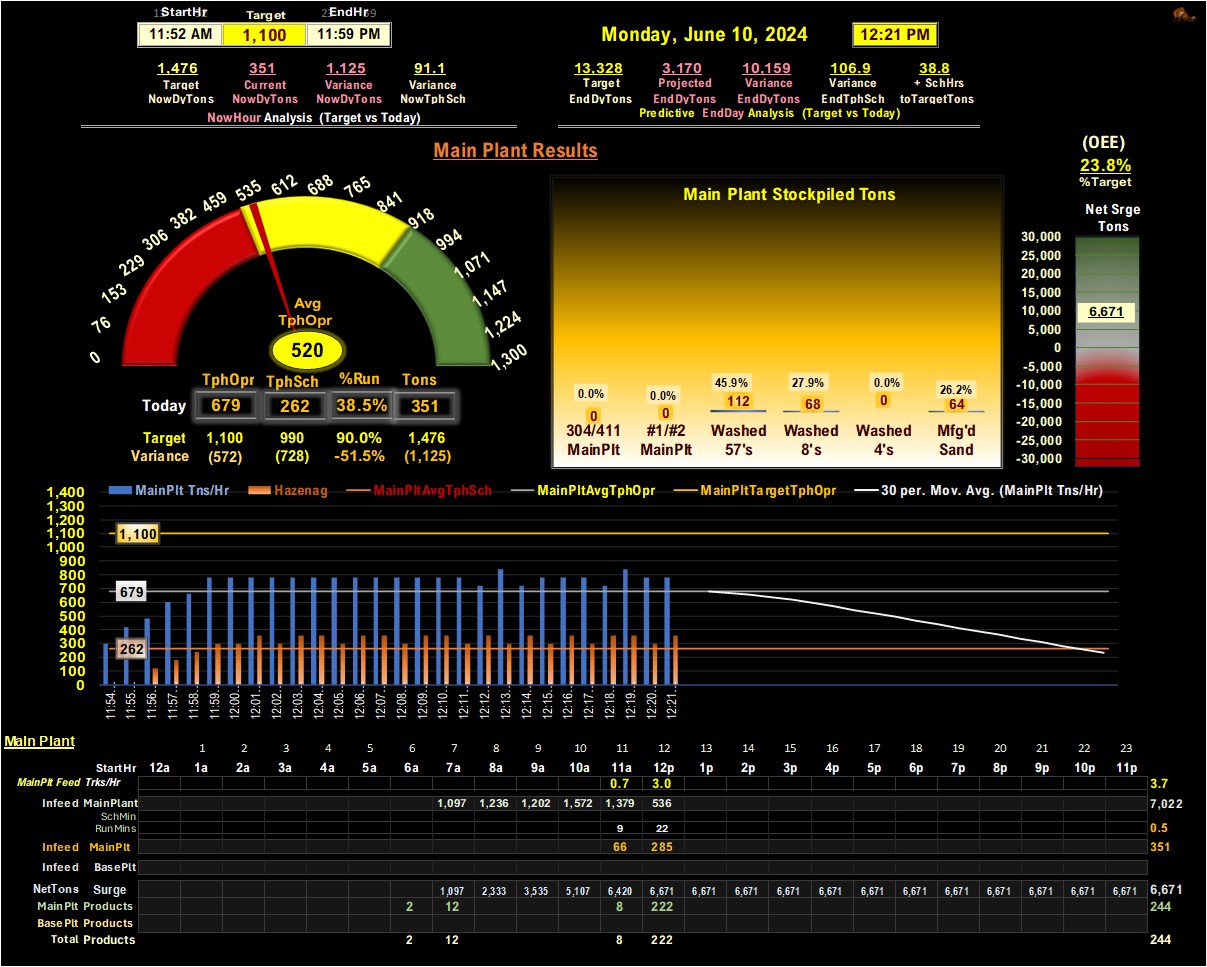 StartHr Target EndHr
11:52 AM 1,100 11:59 PM
Monday, June 10, 2024 12:21 PM
1,476 351 1,125 91.1
Target Current Variance Variance
NowDyTons NowDyTons NowDyTons NowTphSch
NowHour Analysis (Target vs Today)
13,328 3,170 10,159 106.9 38.8
Target Projected Variance Variance + SchHrs
EndDyTons EndDyTons EndDyTons EndTphSch toTargetTons
Predictive EndDay Analysis (Target vs Today)
Main Plant Results
(OEE)
23.8%
%Target
Net Srge
Tons
0 76 153 229 306 382 459 535 612 688 765 841 918 994 1,071 1,147 1,224 1,300
Avg
TphOpr
520
TphOpr TphSch %Run Tons
Today 679 262 38.5% 351
Target 1,100 990 90.0% 1,476
Variance (572) (728) -51.5% (1,125)
Main Plant Stockpiled Tons
0.0% 0.0% 45.9% 27.9% 0.0% 26.2%
0 0 112 68 0 64
304/411 #1/#2 Washed Washed Washed Mfg'd
MainPlt MainPlt 57's 8's 4's Sand
30,000
25,000
20,000
15,000
10,000
5,000
0
-5,000
-10,000
-15,000
-20,000
-25,000
-30,000
6,671
MainPlt Tns/Hr Hazenag MainPltAvgTphSch MainPltAvgTphOpr MainPltTargetTphOpr 30 per. Mov. Avg. (MainPlt Tns/Hr)
1,400
1,300
1,200
1,100
1,000
900
800
700
600
500
400
300
200
100
0
1,100
679
262
11:54.. 11:55.. 11:56.. 11:57.. 11:58.. 11:59.. 12:00.. 12:01.. 12:02.. 12:03.. 12:04.. 12:05.. 12:06.. 12:07.. 12:08.. 12:09.. 12:10.. 12:11.. 12:12.. 12:13.. 12:14.. 12:15.. 12:16.. 12:17.. 12:18.. 12:19.. 12:20.. 12:21..
Main Plant
1 2 3 4 5 6 7 8 9 10 11 12 13 14 15 16 17 18 19 20 21 22 23
StartHr 12a 1a 2a 3a 4a 5a 6a 7a 8a 9a 10a 11a 12p 1p 2p 3p 4p 5p 6p 7p 8p 9p 10p 11p
MainPlt Feed Trks/Hr 0.7 3.0 3.7
Infeed MainPlant 1,097 1,236 1,202 1,572 1,379 536 7,022
SchMin
RunMins 9 22 0.5
Infeed MainPlt 66 285 351
Infeed BasePlt
NetTons Surge 1,097 2,333 3,535 5,107 6,420 6,671 6,671 6,671 6,671 6,671 6,671 6,671 6,671 6,671 6,671 6,671 6,671 6,671
MainPlt Products 2 12 8 222 244
BasePlt Products
Total Products 2 12 8 222 244